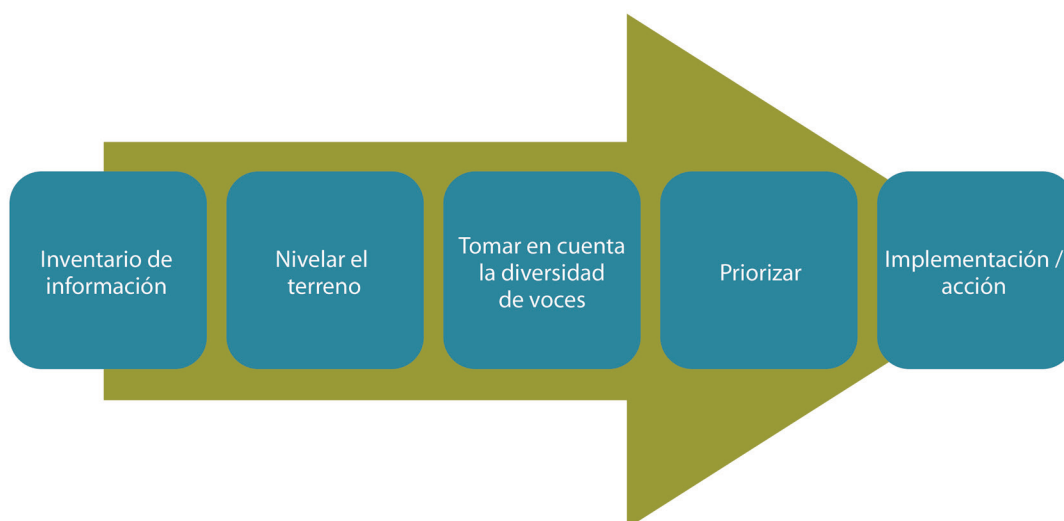 Inventario de
información
Nivelar el
terreno
Tomar en cuenta
la diversidad
de voces
Priorizar
Implementación /
acción